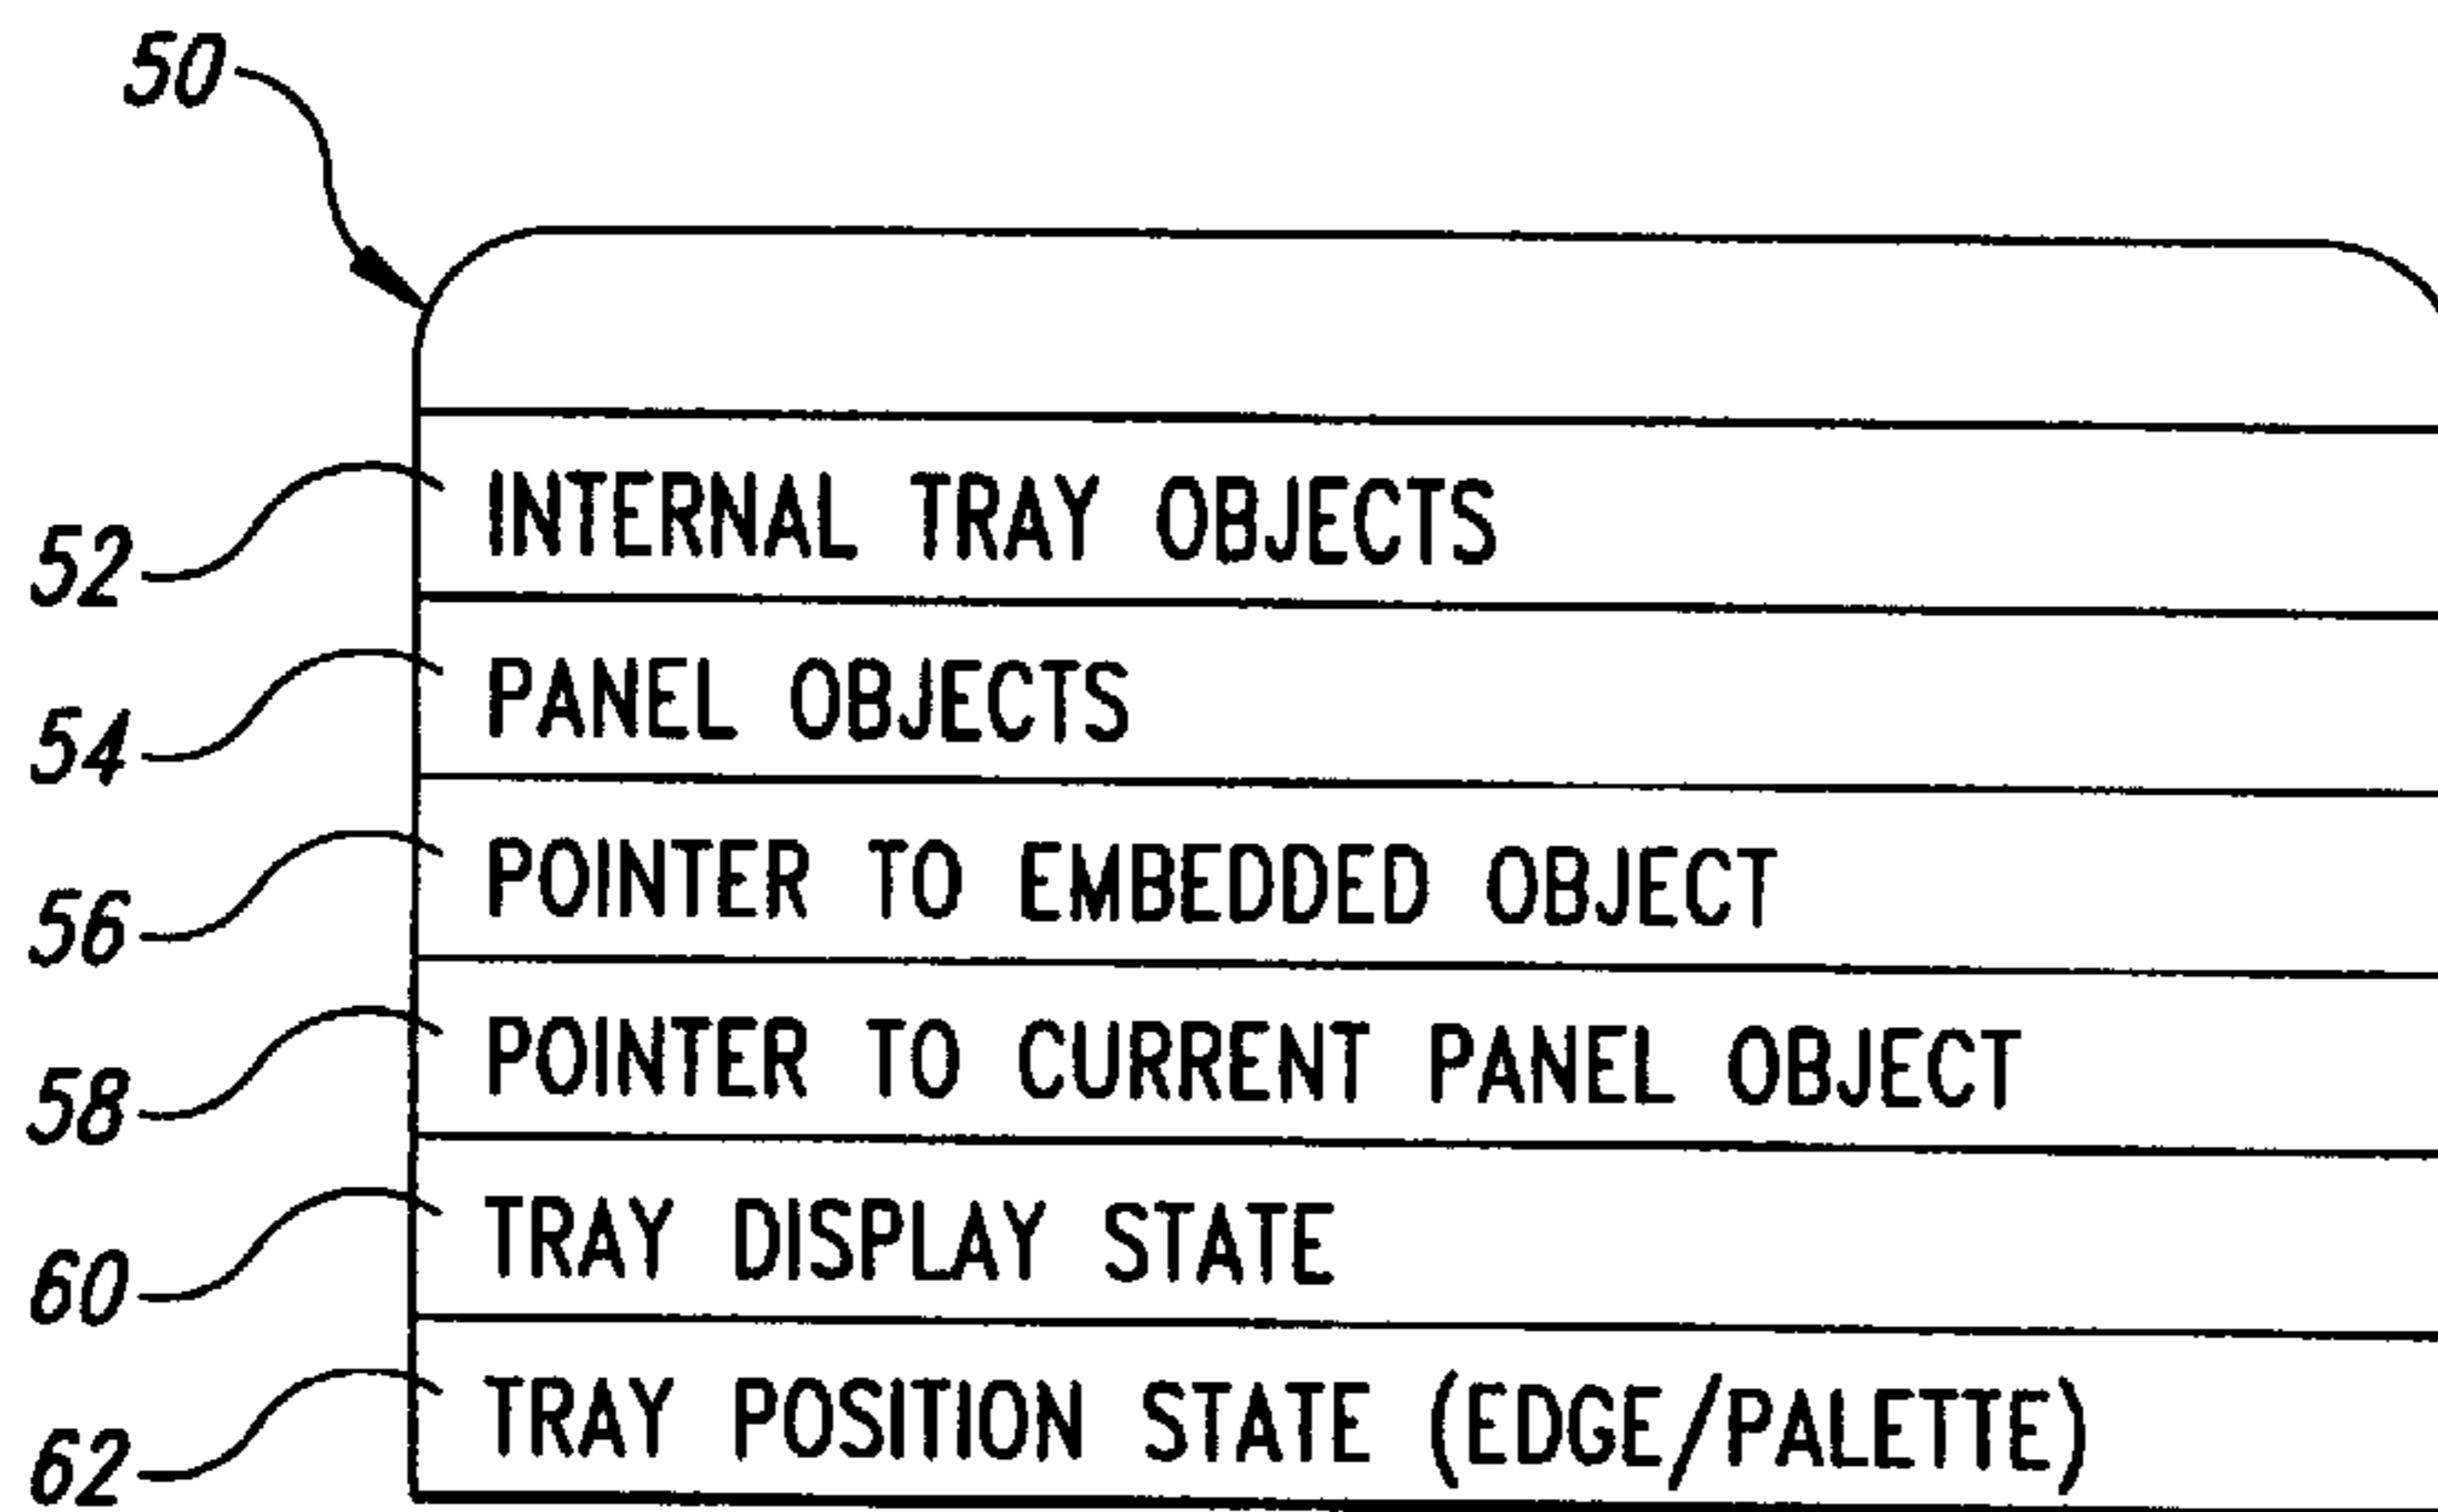 50
52 INTERNAL TRAY OBJECTS
54 PANEL OBJECTS
56 POINTER TO EMBEDDED OBJECT
58 POINTER TO CURRENT PANEL OBJECT
60 TRAY DISPLAY STATE
62 TRAY POSITION STATE (EDGE/PALETTE)